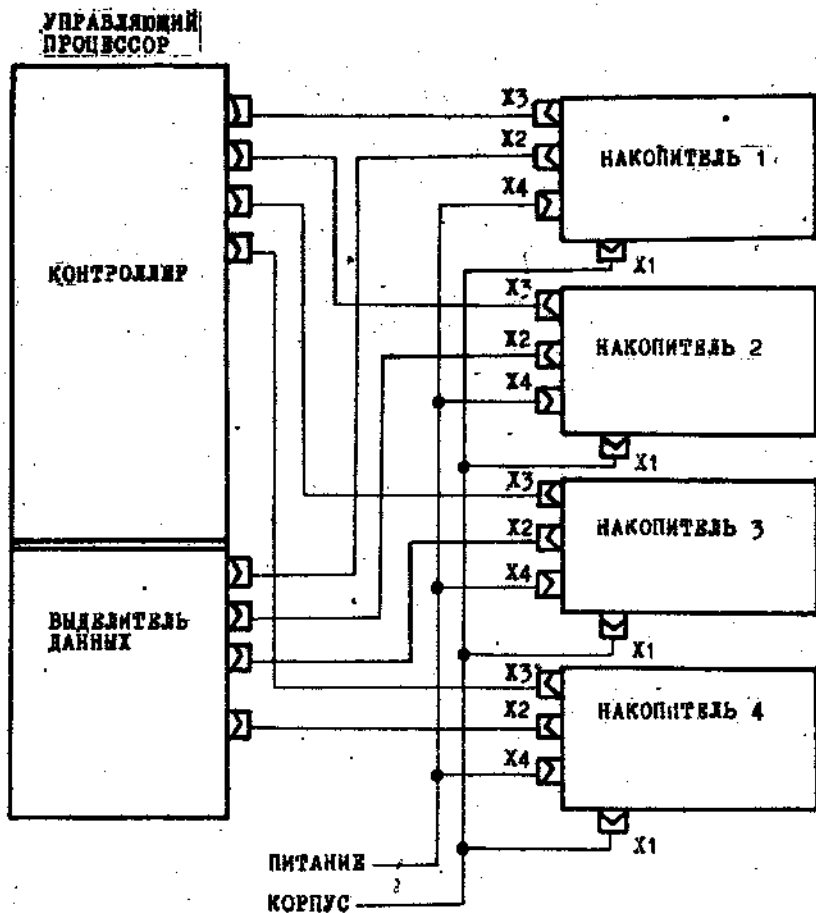 УПРАВЛЯЮЩИЙ
ПРОЦЕССОР
КОНТРОЛЛЕР
ВЫДЕЛИТЕЛЬ
ДАННЫХ
X3
X2
X4
НАКОПИТЕЛЬ 1
X1
X3
X2
X4
НАКОПИТЕЛЬ 2
X1
X3
X2
X4
НАКОПИТЕЛЬ 3
X1
X3
X2
X4
НАКОПИТЕЛЬ 4
X1
ПИТАНИЕ
КОРПУС